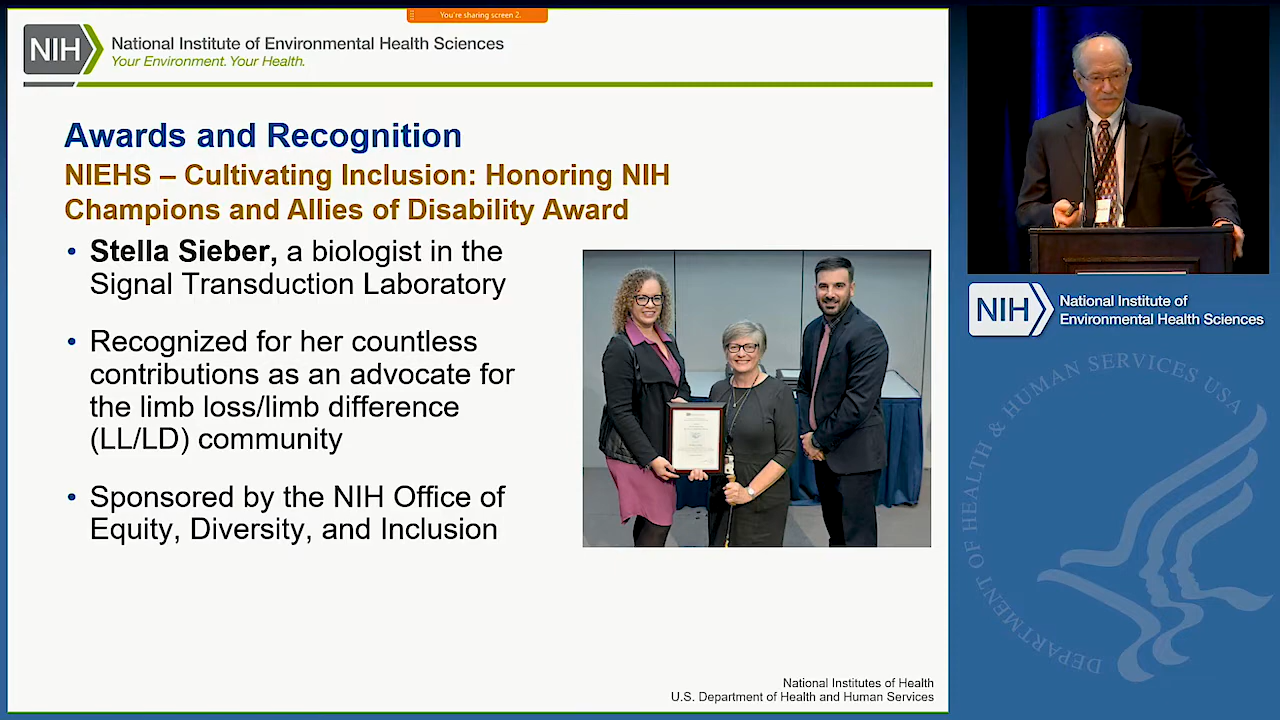 You're sharing screen 2.
NIH
National Institute of Environmental Health Sciences
Your Environment. Your Health.
Awards and Recognition
NIEHS – Cultivating Inclusion: Honoring NIH
Champions and Allies of Disability Award
• Stella Sieber, a biologist in the
Signal Transduction Laboratory
• Recognized for her countless
contributions as an advocate for
the limb loss/limb difference
(LL/LD) community
• Sponsored by the NIH Office of
Equity, Diversity, and Inclusion
National Institutes of Health
U.S. Department of Health and Human Services
NIH
National Institute of
Environmental Health Sciences
DEPARTMENT OF HEALTH & HUMAN SERVICES USA